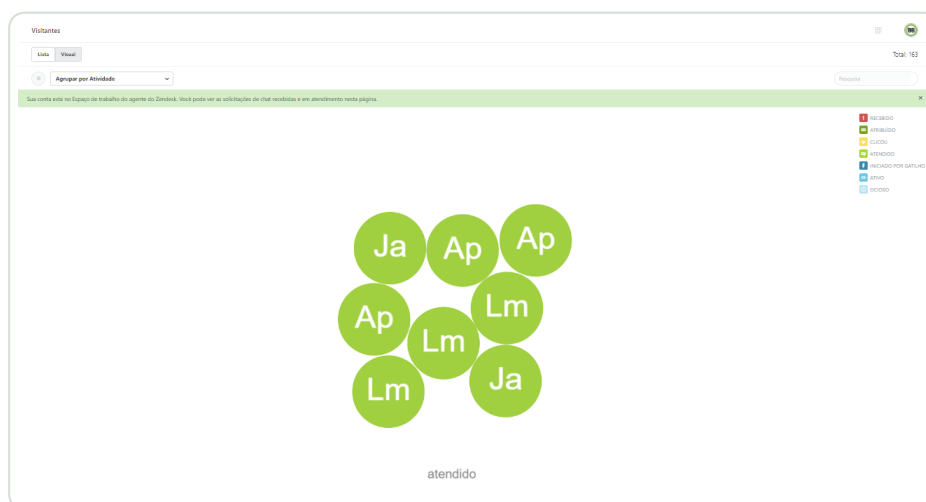 Visitantes
Lista Visual
Total: 163
Agrupar por Atividade
Pesquisar
Sua conta está no Espaço de trabalho do agente do Zendesk. Você pode ver as solicitações de chat recebidas e em atendimento nesta página.
RECEBIDO
ATRIBUÍDO
CLICOU
ATENDIDO
INICIADO POR GATILHO
ATIVO
OCIOSO
Ja Ap Ap
Ap Lm Lm
Lm Ja
atendido